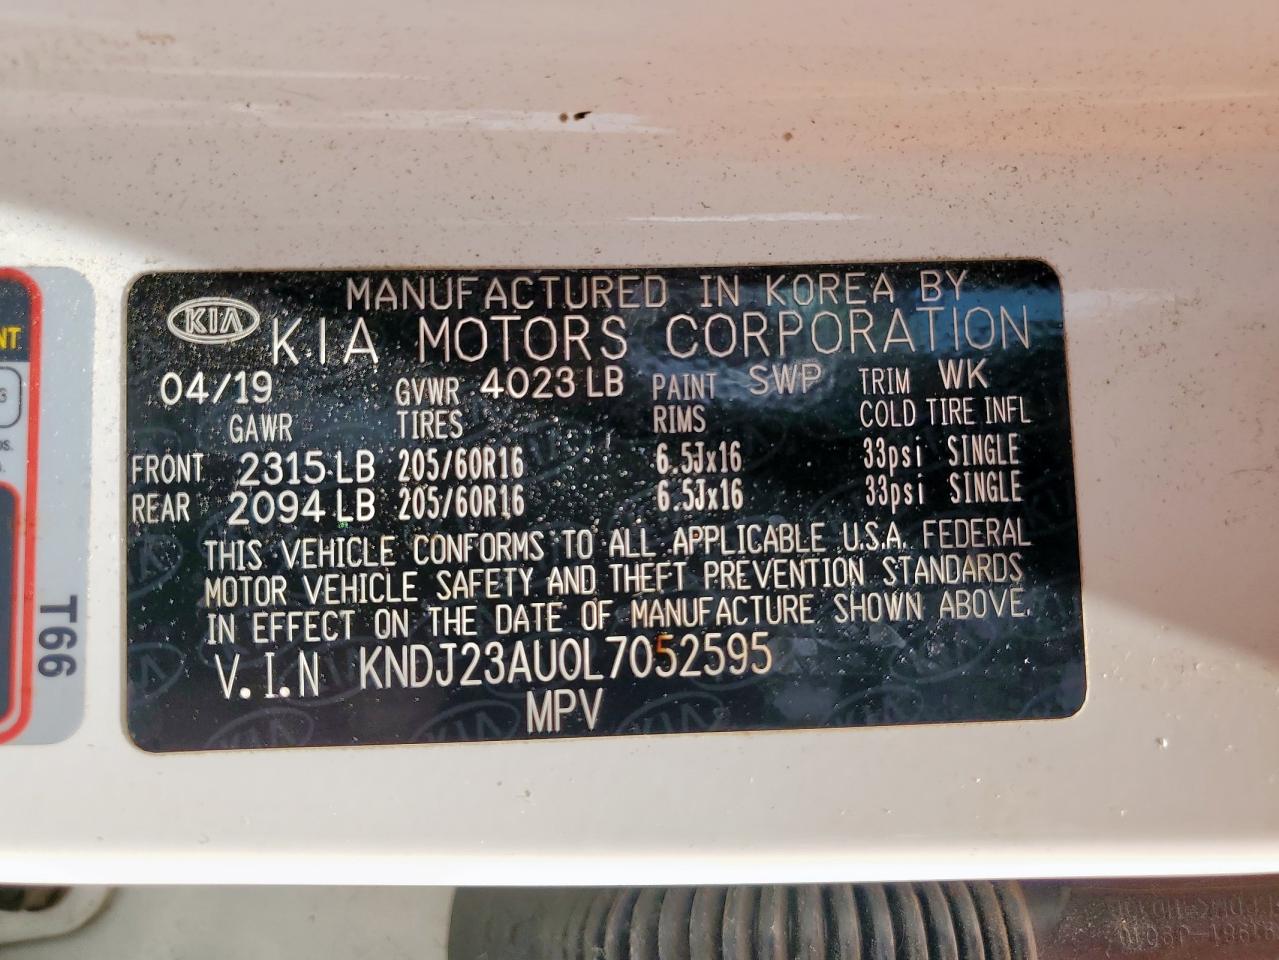 MANUFACTURED IN KOREA BY
KIA KIA MOTORS CORPORATION
04/19 GVWR 4023 LB PAINT SWP TRIM WK
GAWR TIRES RIMS COLD TIRE INFL
FRONT 2315 LB 205/60R16 6.5Jx16 33psi SINGLE
REAR 2094 LB 205/60R16 6.5Jx16 33psi SINGLE
THIS VEHICLE CONFORMS TO ALL APPLICABLE U.S.A. FEDERAL
MOTOR VEHICLE SAFETY AND THEFT PREVENTION STANDARDS
IN EFFECT ON THE DATE OF MANUFACTURE SHOWN ABOVE.
V.I.N KNDJ23AU0L7052595
MPV
NT
3
T66